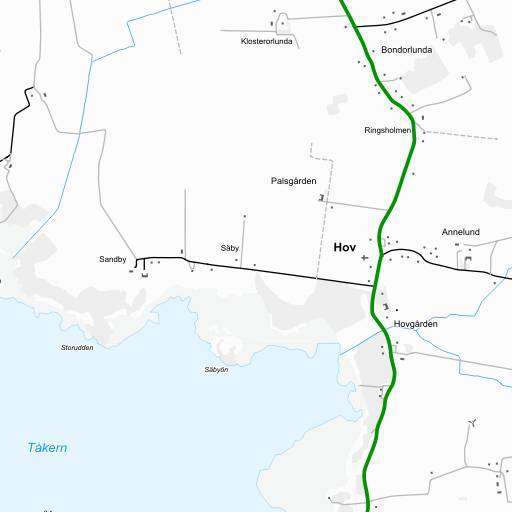 Klosterorlunda
Bondorlunda
Ringsholmen
Palsgården
Annelund
Hov
Säby
Sandby
Hovgården
Storudden
Säbyön
Tåkern